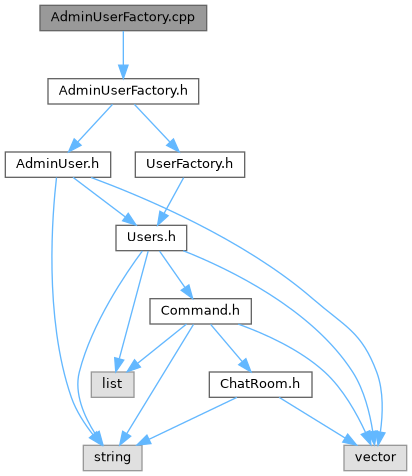 AdminUserFactory.cpp
AdminUserFactory.h
AdminUser.h
UserFactory.h
Users.h
Command.h
list
ChatRoom.h
string
vector